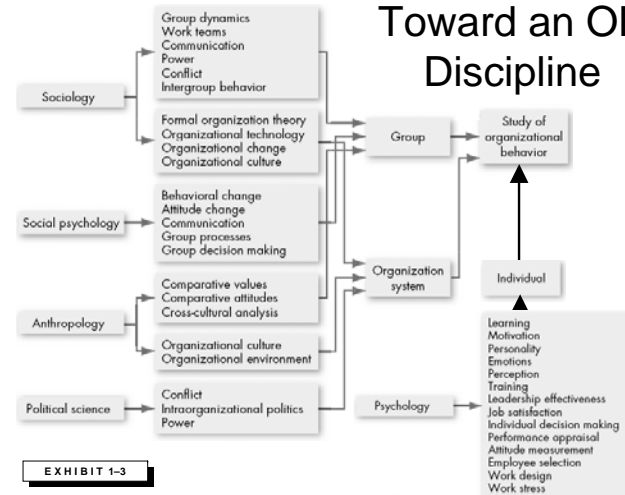 Toward an OB
Discipline
Sociology
Group dynamics
Work teams
Communication
Power
Conflict
Intergroup behavior
Formal organization theory
Organizational technology
Organizational change
Organizational culture
Group
Study of
organizational
behavior
Social psychology
Behavioral change
Attitude change
Communication
Group processes
Group decision making
Organization
system
Individual
Anthropology
Comparative values
Comparative attitudes
Cross-cultural analysis
Organizational culture
Organizational environment
Political science
Conflict
Intraorganizational politics
Power
Psychology
Learning
Motivation
Personality
Emotions
Perception
Training
Leadership effectiveness
Job satisfaction
Individual decision making
Performance appraisal
Attitude measurement
Employee selection
Work design
Work stress
EXHIBIT 1–3